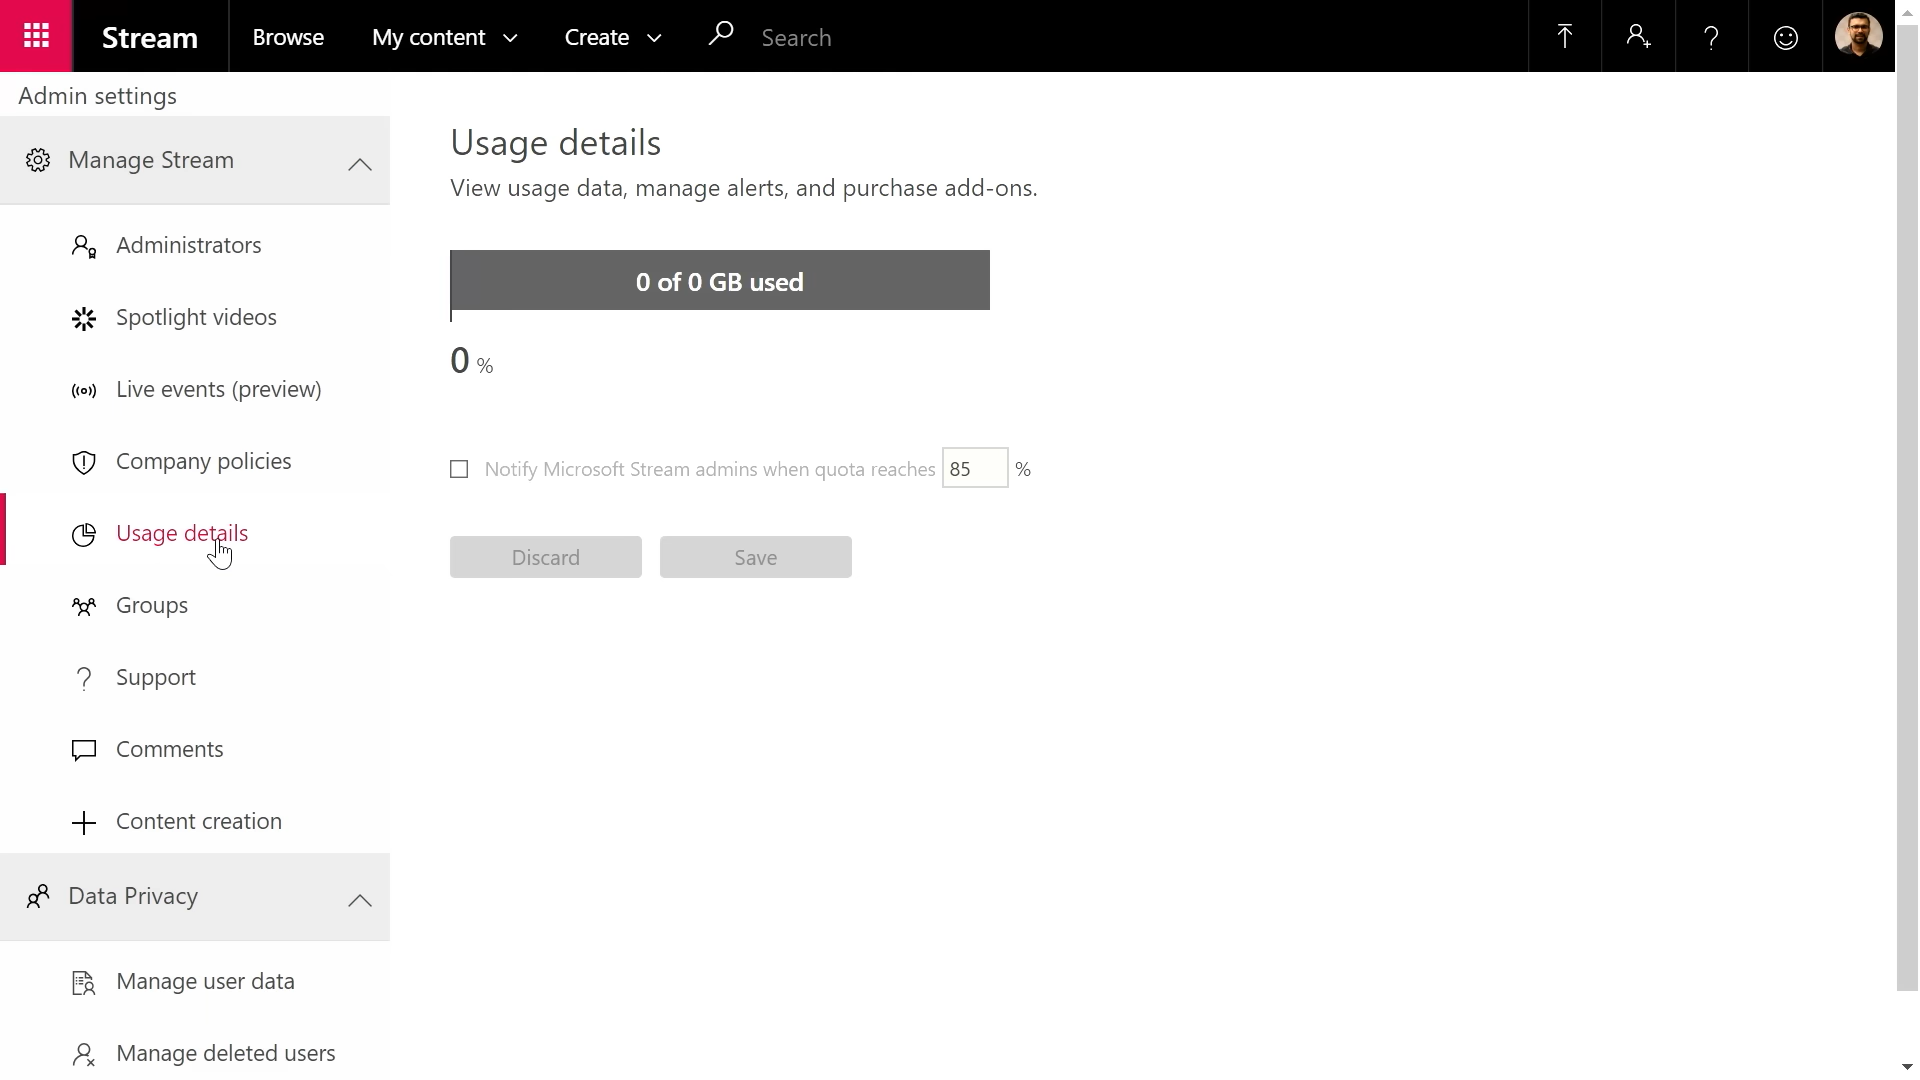 Stream
Browse
My content
Create
Search
Admin settings
Manage Stream
Administrators
Spotlight videos
Live events (preview)
Company policies
Usage details
Groups
Support
Comments
Content creation
Data Privacy
Manage user data
Manage deleted users
Usage details
View usage data, manage alerts, and purchase add-ons.
0 of 0 GB used
0 %
Notify Microsoft Stream admins when quota reaches 85 %
Discard
Save